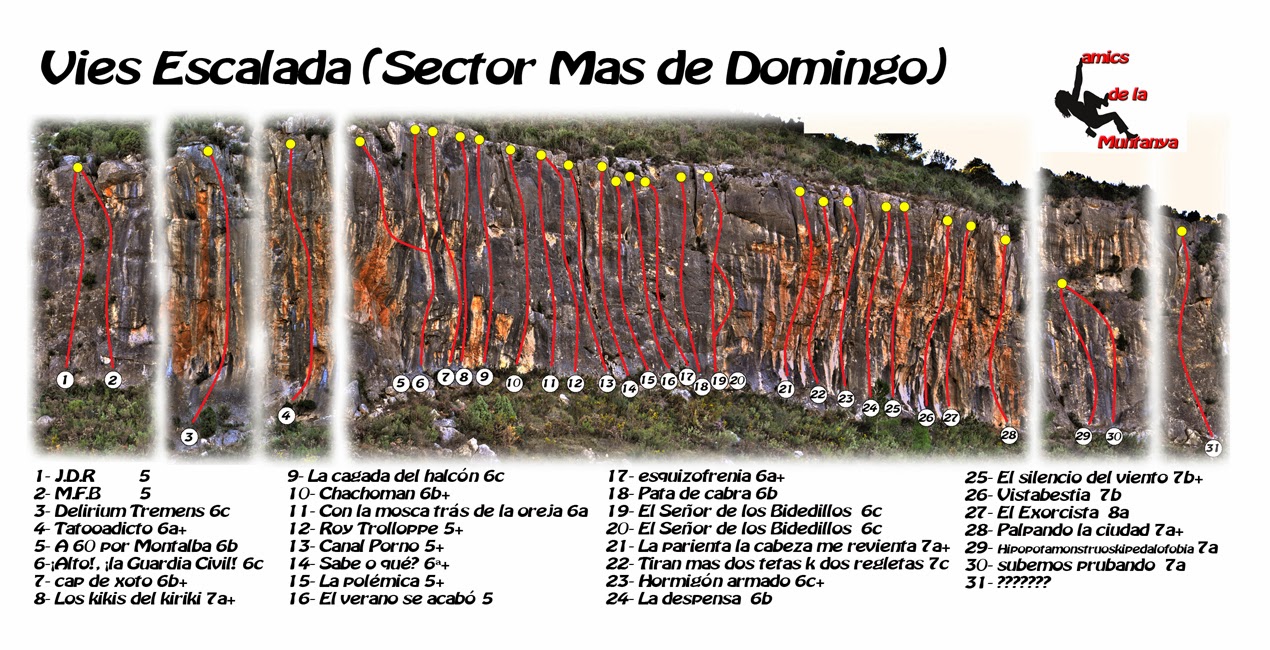 Vies Escalada (Sector Mas de Domingo)
amics
de la
Muntanya
1 2 3 4 5 6 7 8 9 10 11 12 13 14 15 16 17 18 19 20 21 22 23 24 25 26 27 28 29 30 31
1- J.D.R 5
2- M.F.B 5
3- Delirium Tremens 6c
4- Tatooadicto 6a+
5- A 60 por Montalba 6b
6-¡Alto!, ¡la Guardia Civil! 6c
7- cap de xoto 6b+
8- Los kikis del kiriki 7a+
9- La cagada del halcón 6c
10- Chachoman 6b+
11- Con la mosca trás de la oreja 6a
12- Roy Trolloppe 5+
13- Canal Porno 5+
14- Sabe o qué? 6ª+
15- La polémica 5+
16- El verano se acabó 5
17- esquizofrenia 6a+
18- Pata de cabra 6b
19- El Señor de los Bidedillos 6c
20- El Señor de los Bidedillos 6c
21- La parienta la cabeza me revienta 7a+
22- Tiran mas dos tetas k dos regletas 7c
23- Hormigón armado 6c+
24- La despensa 6b
25- El silencio del viento 7b+
26- Vistabestia 7b
27- El Exorcista 8a
28- Palpando la ciudad 7a+
29- Hipopotamonstruoskipedalofobia 7a
30- subemos prubando 7a
31- ???????